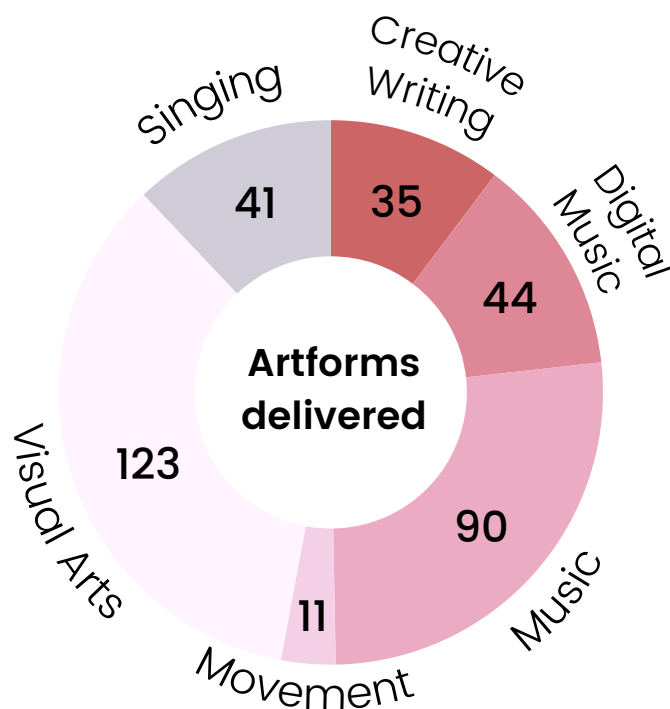 Creative
Writing
35
Digital
Music
44
Music
90
Movement
11
Visual Arts
123
Singing
41
Artforms
delivered